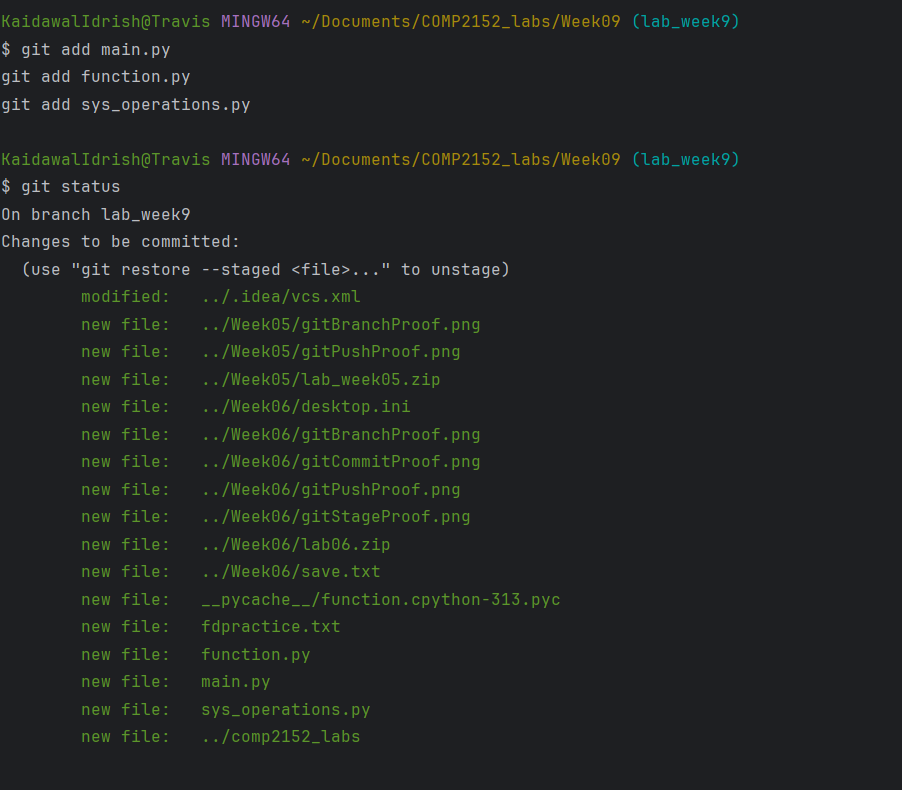 KaidawalIdrish@Travis MINGW64 ~/Documents/COMP2152_labs/Week09 (lab_week9)
$ git add main.py
git add function.py
git add sys_operations.py
KaidawalIdrish@Travis MINGW64 ~/Documents/COMP2152_labs/Week09 (lab_week9)
$ git status
On branch lab_week9
Changes to be committed:
  (use "git restore --staged <file>..." to unstage)
        modified:   ../.idea/vcs.xml
        new file:   ../Week05/gitBranchProof.png
        new file:   ../Week05/gitPushProof.png
        new file:   ../Week05/lab_week05.zip
        new file:   ../Week06/desktop.ini
        new file:   ../Week06/gitBranchProof.png
        new file:   ../Week06/gitCommitProof.png
        new file:   ../Week06/gitPushProof.png
        new file:   ../Week06/gitStageProof.png
        new file:   ../Week06/lab06.zip
        new file:   ../Week06/save.txt
        new file:   __pycache__/function.cpython-313.pyc
        new file:   fdpractice.txt
        new file:   function.py
        new file:   main.py
        new file:   sys_operations.py
        new file:   ../comp2152_labs